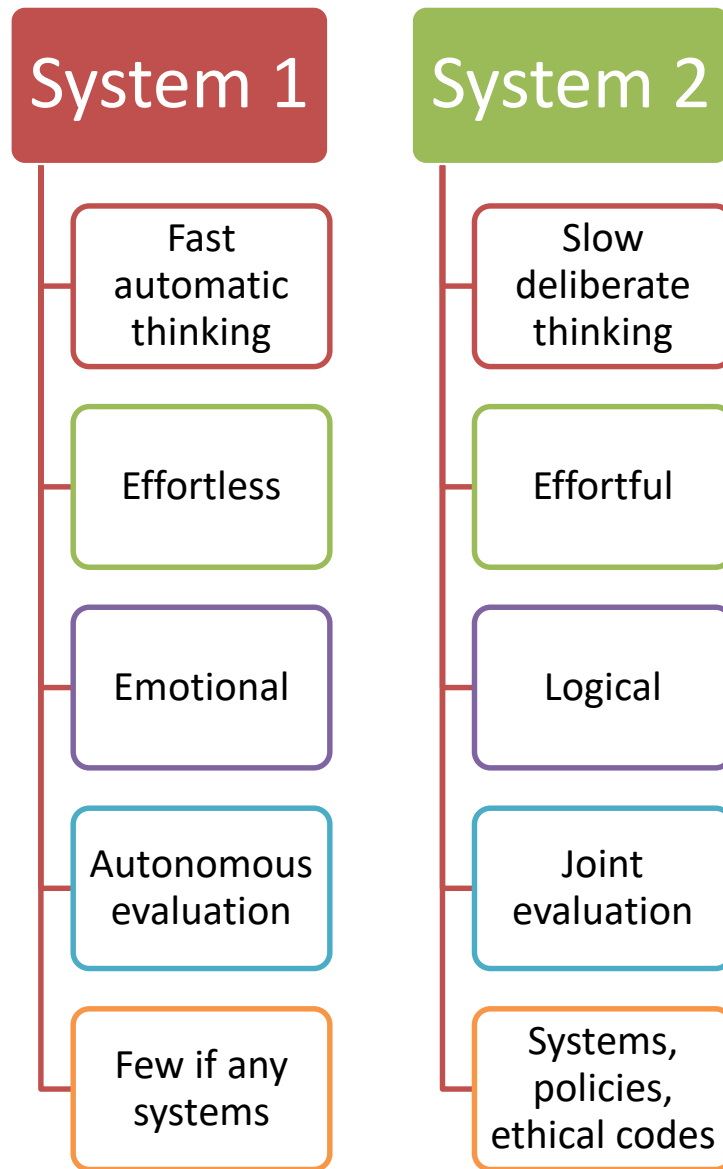 System 1
Fast
automatic
thinking
Effortless
Emotional
Autonomous
evaluation
Few if any
systems
System 2
Slow
deliberate
thinking
Effortful
Logical
Joint
evaluation
Systems,
policies,
ethical codes